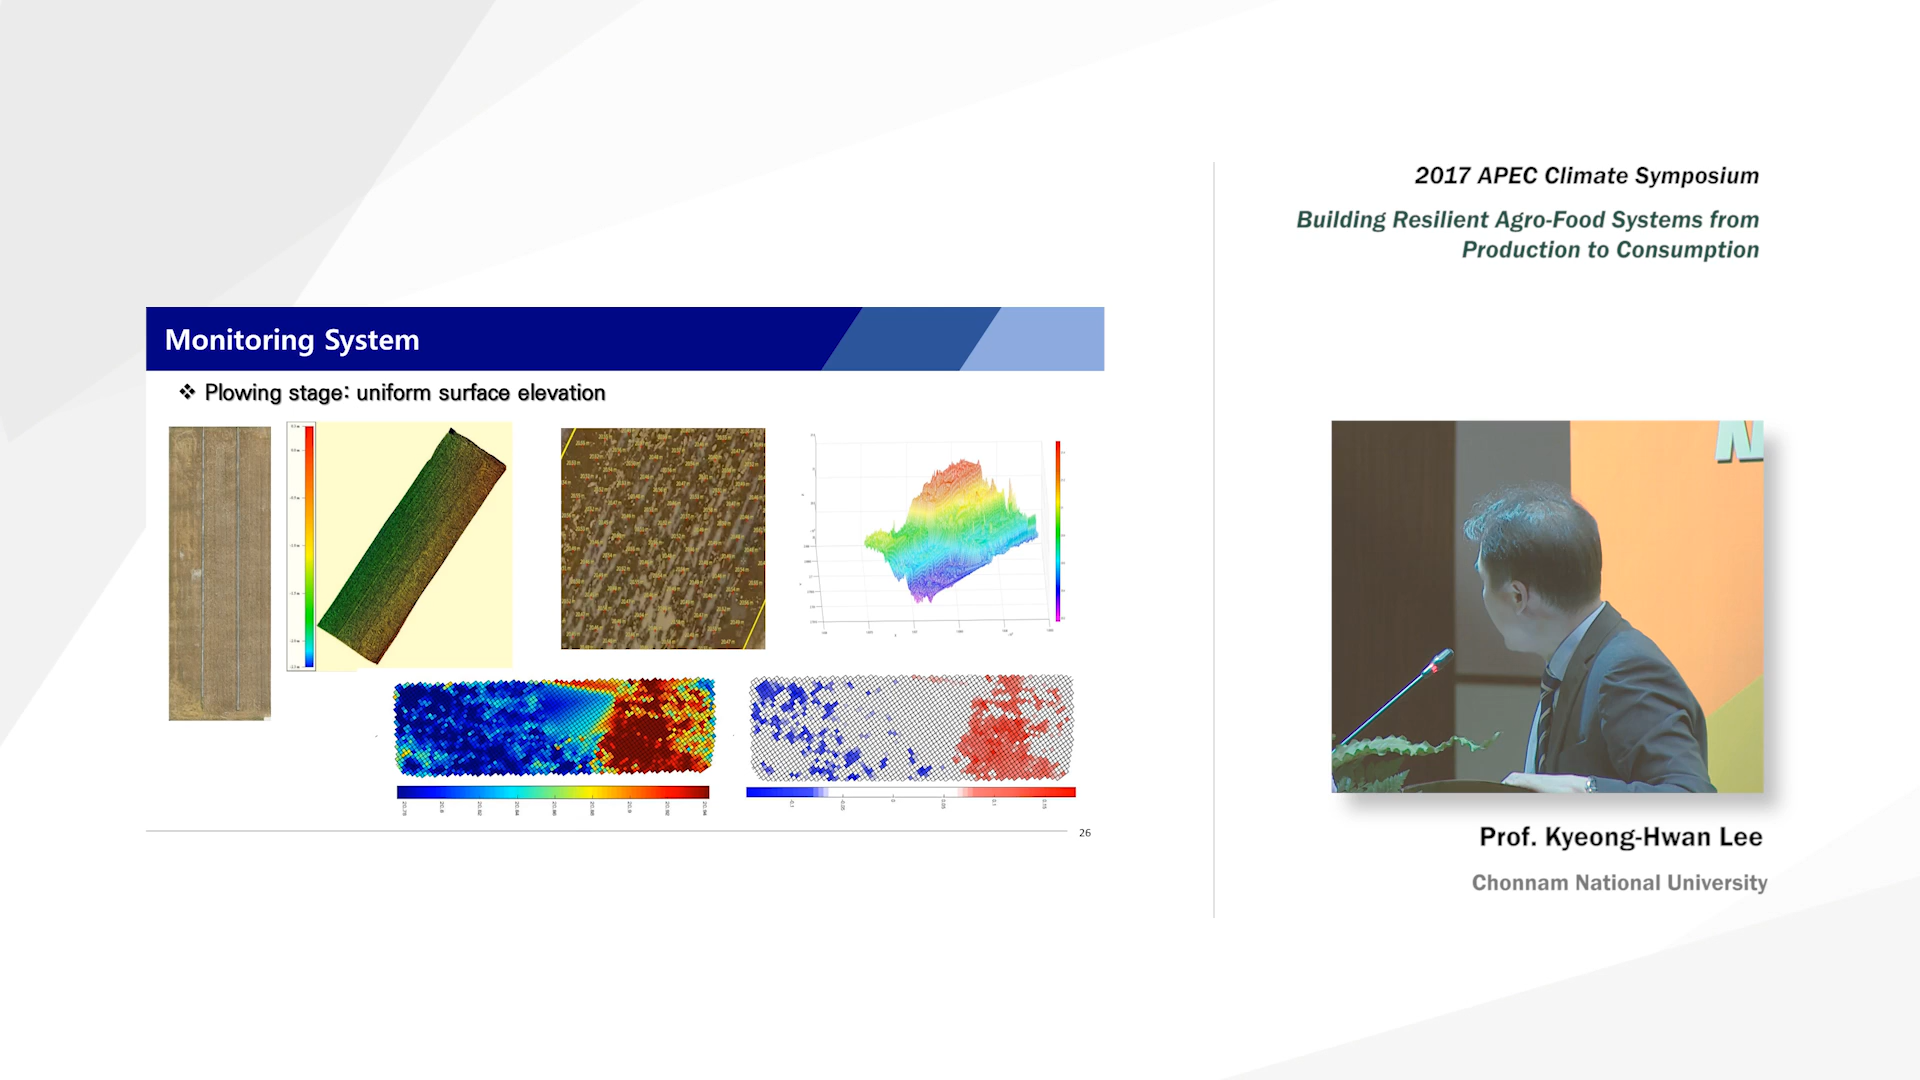 2017 APEC Climate Symposium
Building Resilient Agro-Food Systems from
Production to Consumption
Monitoring System
❖ Plowing stage: uniform surface elevation
26
Prof. Kyeong-Hwan Lee
Chonnam National University